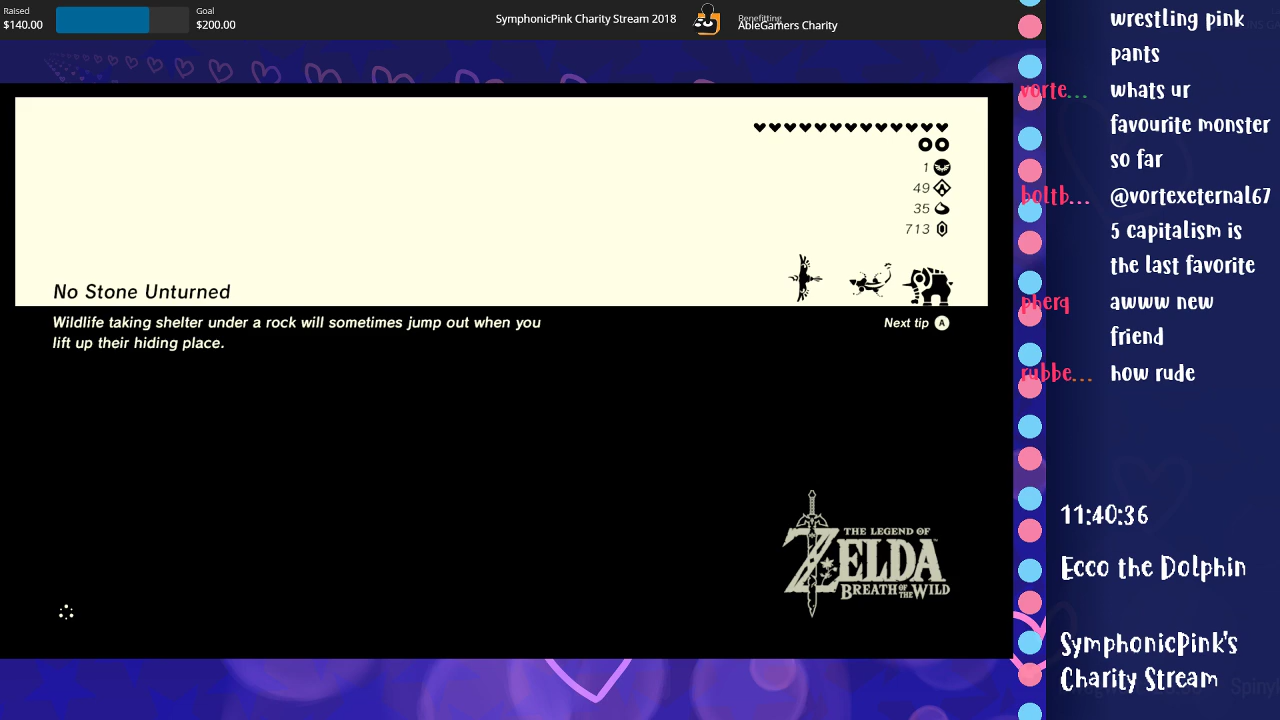 Raised
$140.00
Goal
$200.00
SymphonicPink Charity Stream 2018
Benefitting
AbleGamers Charity
1
49
35
713
No Stone Unturned
Wildlife taking shelter under a rock will sometimes jump out when you
lift up their hiding place.
Next tip A
THE LEGEND OF
ZELDA
BREATH OF THE WILD
wrestling pink
pants
vorte... whats ur
favourite monster
so far
boltb... @vortexeternal67
5 capitalism is
the last favorite
pherq awww new
friend
rubbe... how rude
11:40:36
Ecco the Dolphin
SymphonicPink's
Charity Stream